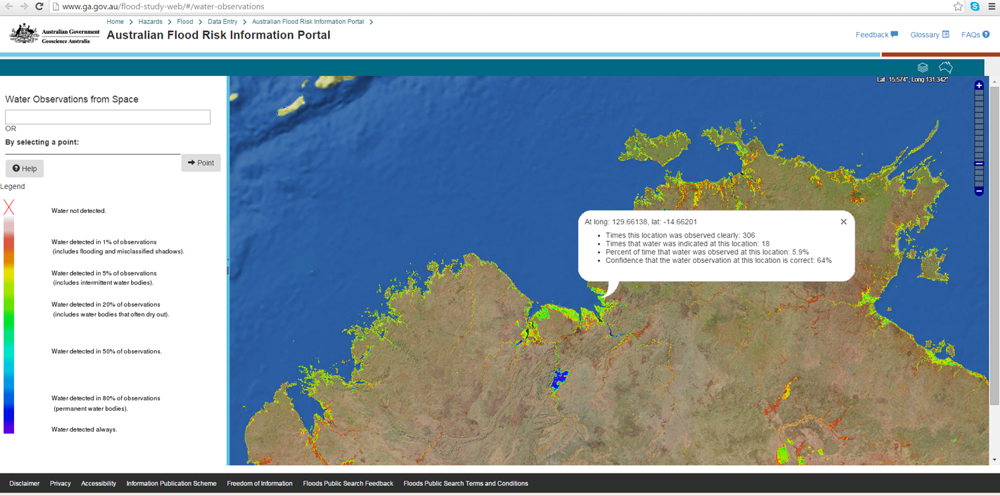 www.ga.gov.au/flood-study-web/#/water-observations
Home > Hazards > Flood > Data Entry > Australian Flood Risk Information Portal >
Australian Government
Geoscience Australia
Australian Flood Risk Information Portal
Feedback Glossary FAQs
Lat -15.574°, Long 131.342°
Water Observations from Space
OR
By selecting a point:
Point
Help
Legend
Water not detected.
Water detected in 1% of observations
(includes flooding and misclassified shadows).
Water detected in 5% of observations
(includes intermittent water bodies).
Water detected in 20% of observations
(includes water bodies that often dry out).
Water detected in 50% of observations.
Water detected in 80% of observations
(permanent water bodies).
Water detected always.
At long: 129.66138, lat: -14.66201
• Times this location was observed clearly: 306
• Times that water was indicated at this location: 18
• Percent of time that water was observed at this location: 5.9%
• Confidence that the water observation at this location is correct: 64%
Disclaimer Privacy Accessibility Information Publication Scheme Freedom of Information Floods Public Search Feedback Floods Public Search Terms and Conditions